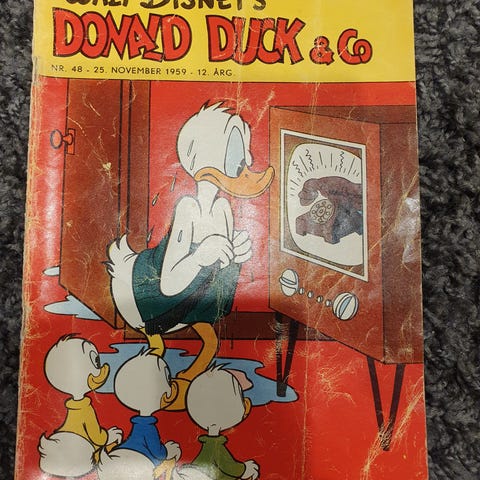 WALT DISNEY'S
DONALD DUCK & Co
NR. 48 - 25. NOVEMBER 1959 - 12. ÅRG.